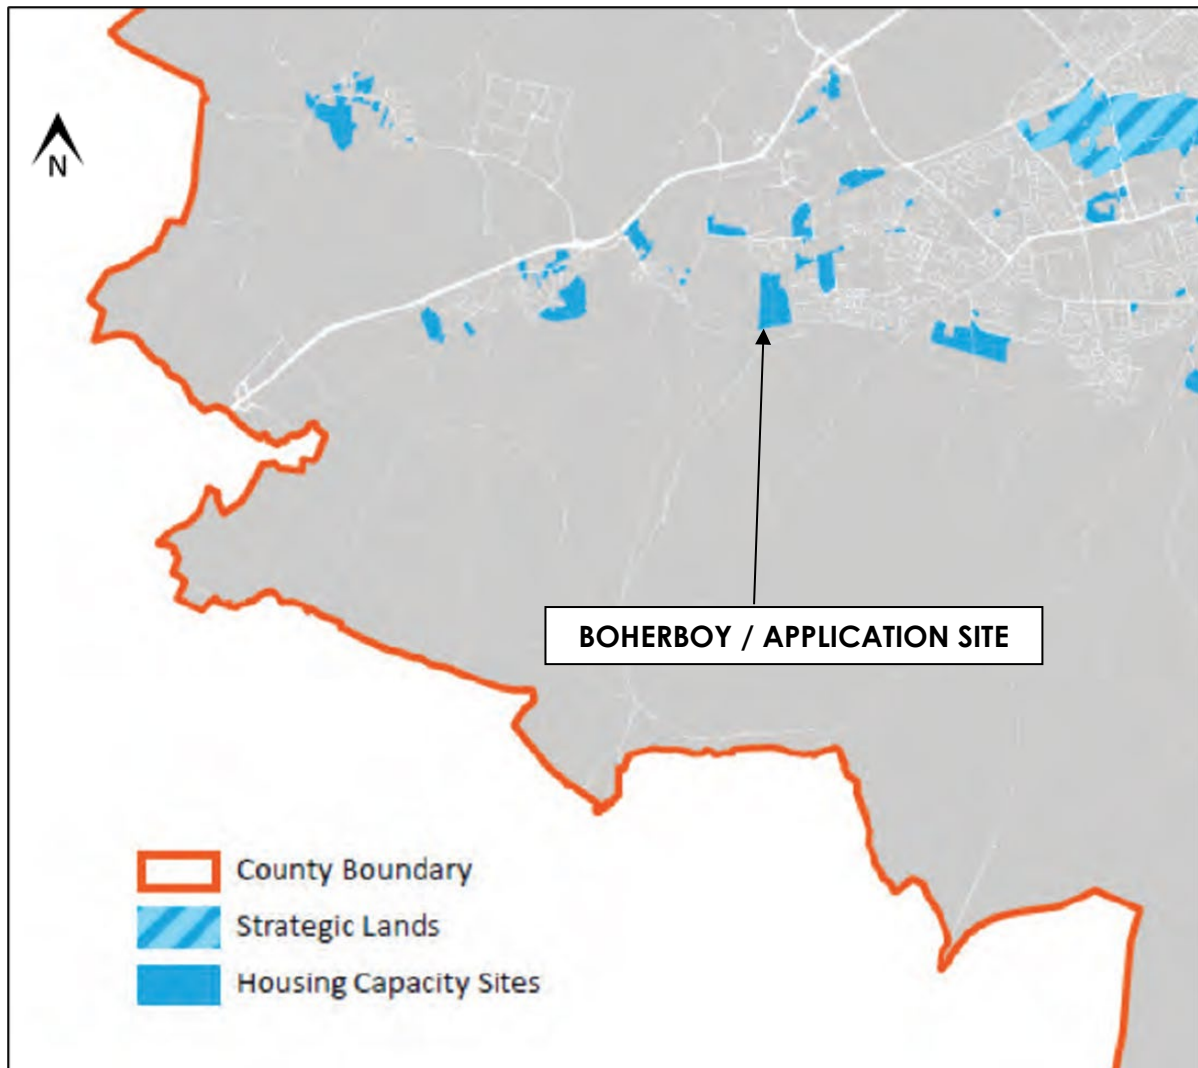 N
BOHERBOY / APPLICATION SITE
County Boundary
Strategic Lands
Housing Capacity Sites